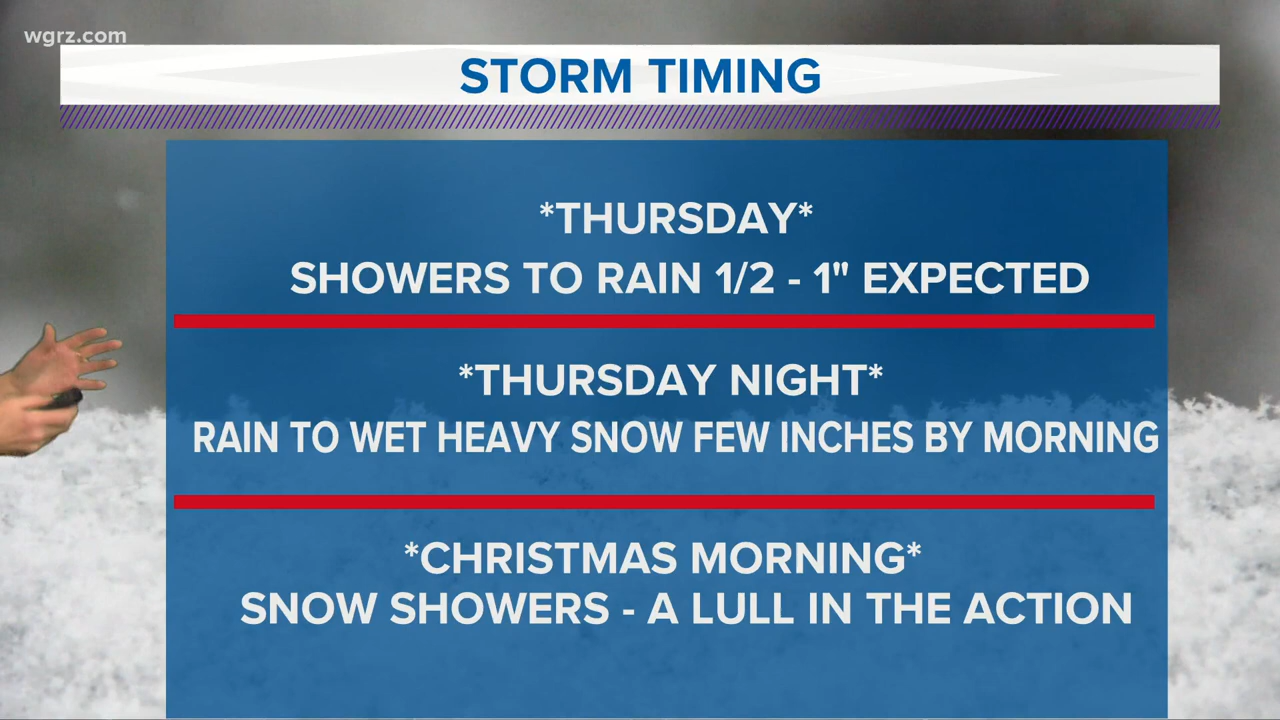 wgrz.com
STORM TIMING
*THURSDAY*
SHOWERS TO RAIN 1/2 - 1" EXPECTED
*THURSDAY NIGHT*
RAIN TO WET HEAVY SNOW FEW INCHES BY MORNING
*CHRISTMAS MORNING*
SNOW SHOWERS - A LULL IN THE ACTION